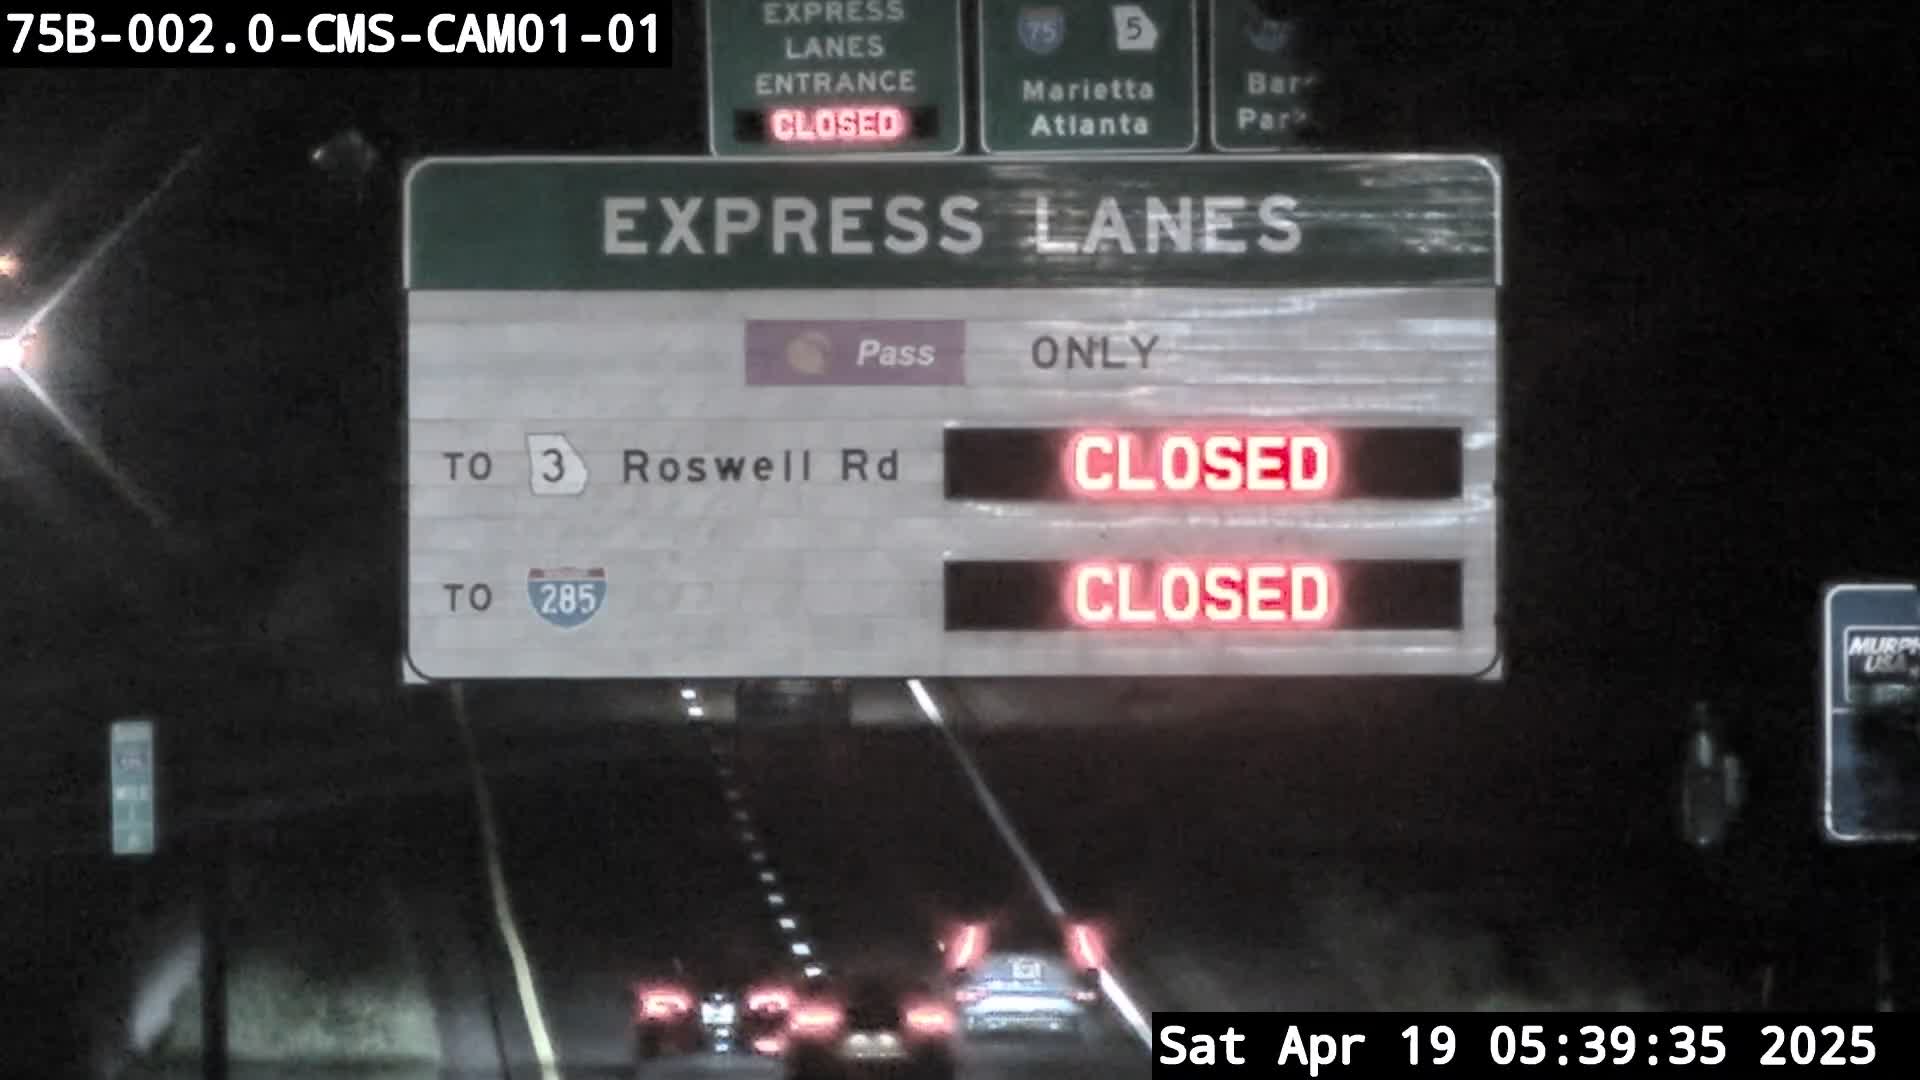 75B-002.0-CMS-CAM01-01
EXPRESS
LANES
ENTRANCE
CLOSED
75 5
Marietta
Atlanta
EXPRESS LANES
Pass ONLY
TO 3 Roswell Rd CLOSED
TO 285 CLOSED
USA
Sat Apr 19 05:39:35 2025